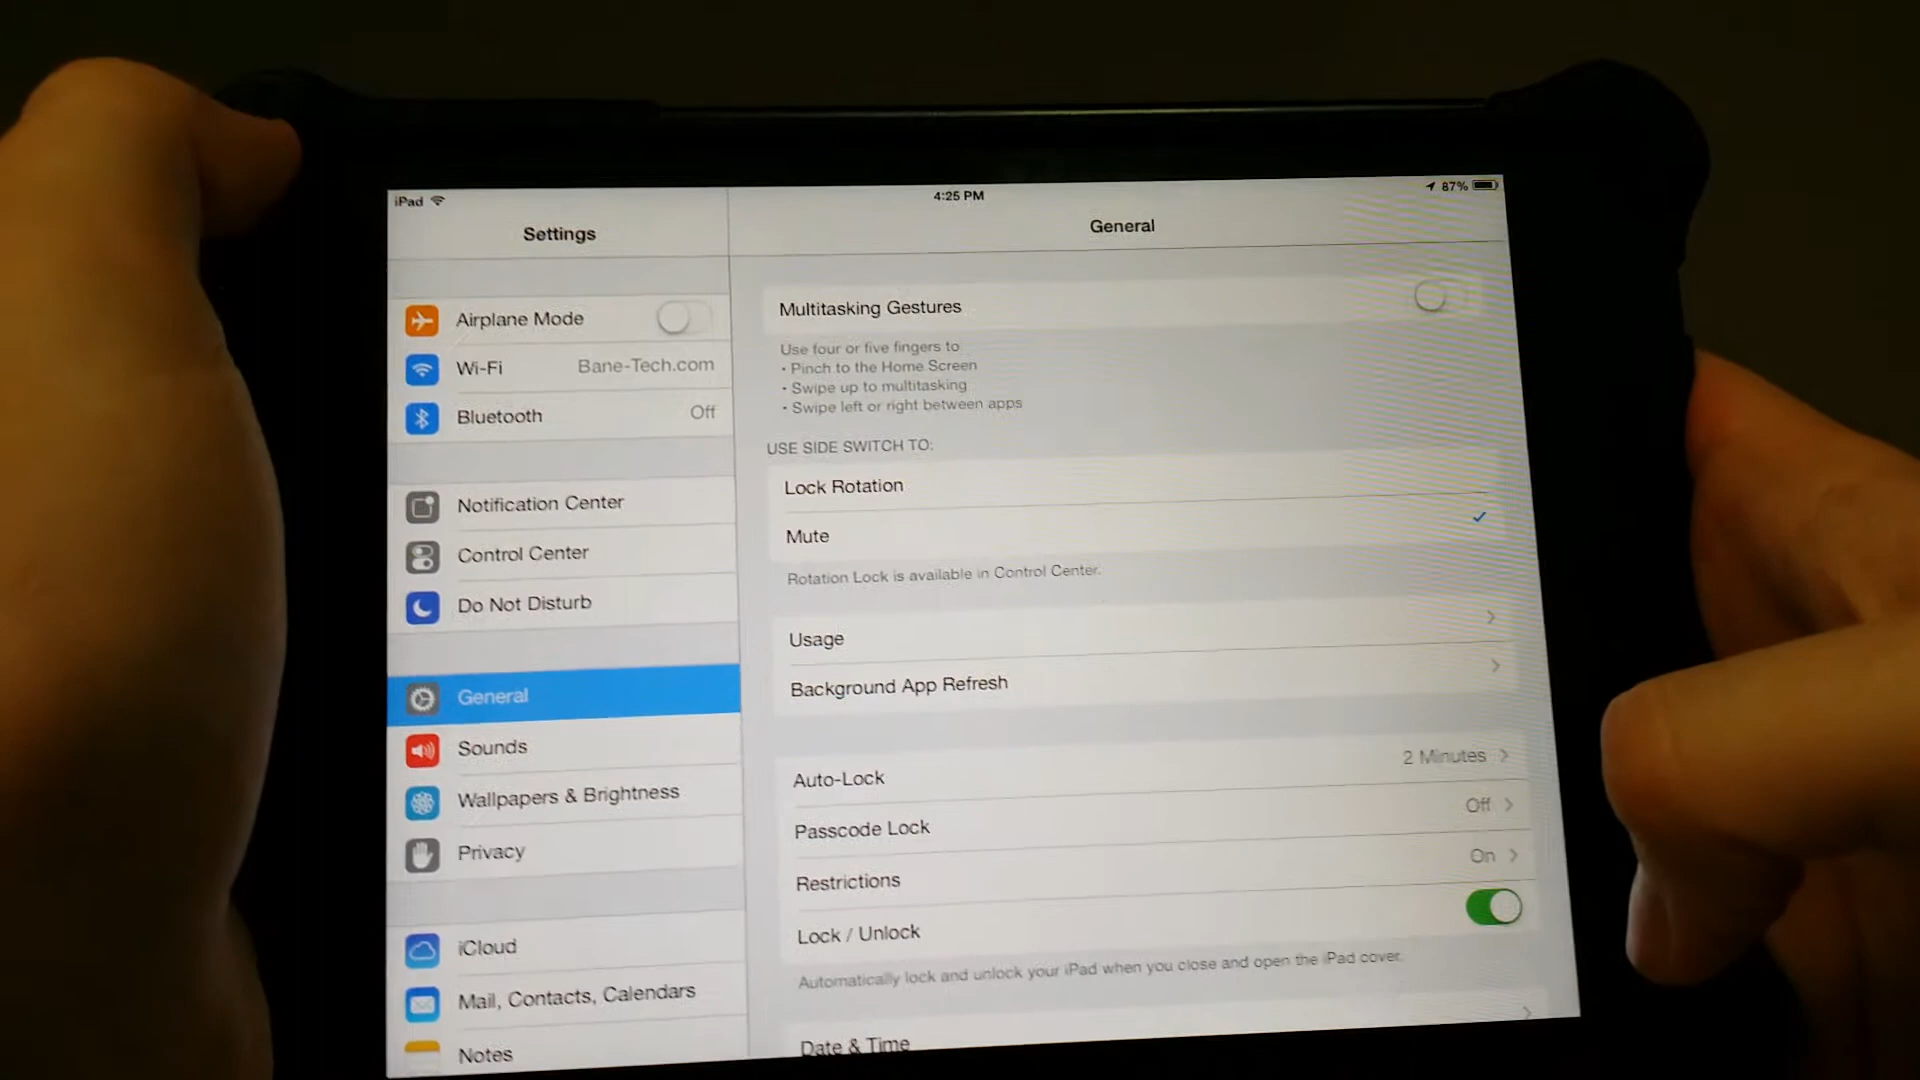 iPad
4:25 PM
87%
Settings
General
Airplane Mode
Wi-Fi Bane-Tech.com
Bluetooth Off
Notification Center
Control Center
Do Not Disturb
General
Sounds
Wallpapers & Brightness
Privacy
iCloud
Mail, Contacts, Calendars
Notes
Multitasking Gestures
Use four or five fingers to
• Pinch to the Home Screen
• Swipe up to multitasking
• Swipe left or right between apps
USE SIDE SWITCH TO:
Lock Rotation
Mute
Rotation Lock is available in Control Center.
Usage
Background App Refresh
Auto-Lock 2 Minutes
Passcode Lock Off
Restrictions On
Lock / Unlock
Automatically lock and unlock your iPad when you close and open the iPad cover.
Date & Time